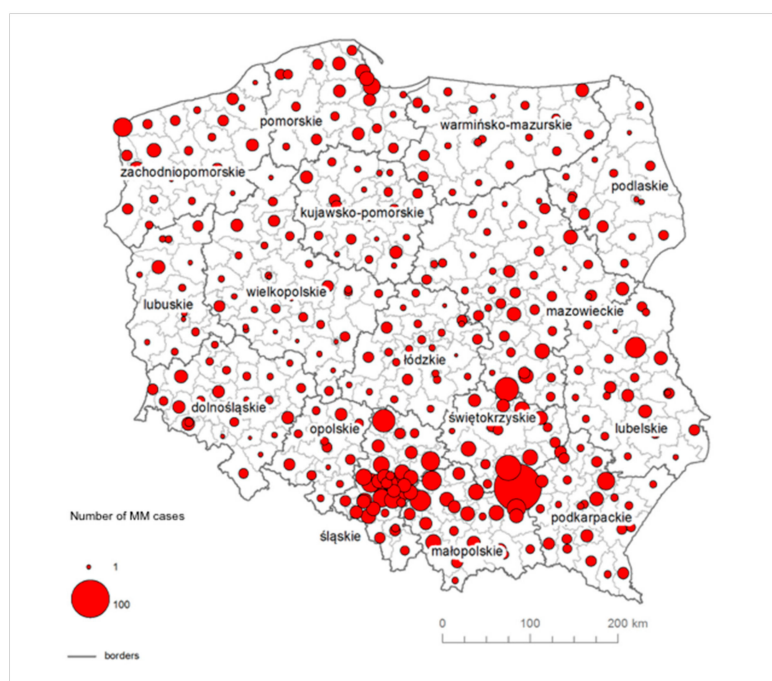 pomorskie
warmińsko-mazurskie
zachodniopomorskie
podlaskie
kujawsko-pomorskie
wielkopolskie
lubuskie
mazowieckie
łódzkie
dolnośląskie
świętokrzyskie
opolskie
lubelskie
Number of MM cases
podkarpackie
śląskie
małopolskie
1
100
0 100 200 km
borders